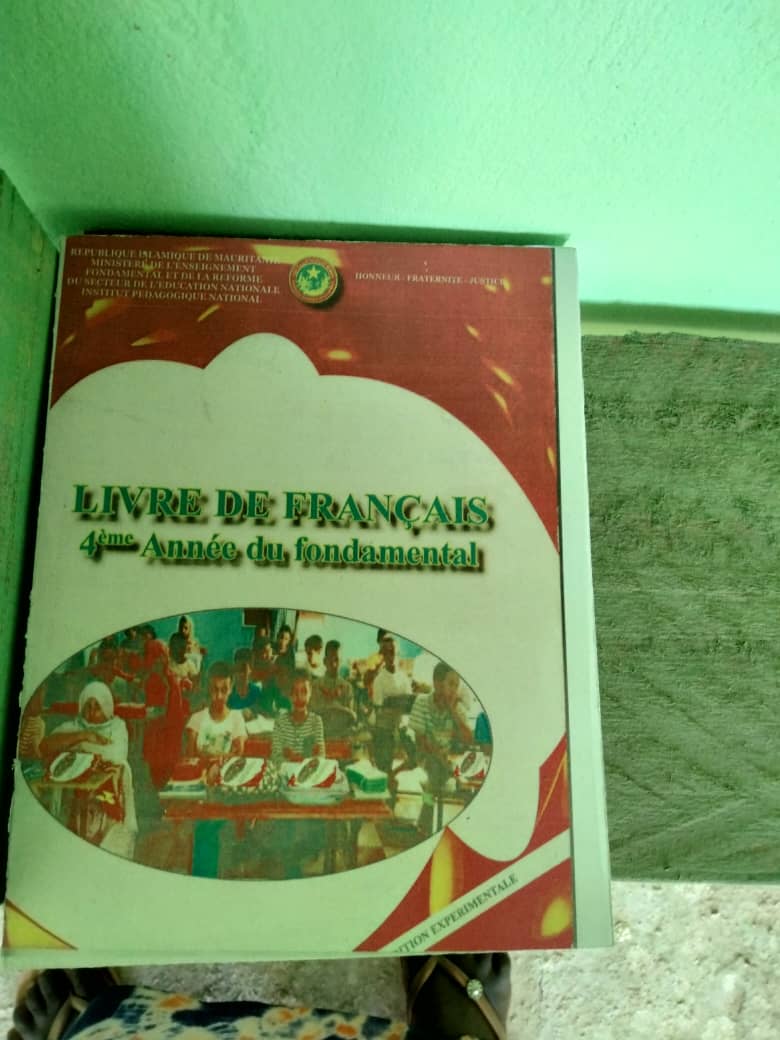 REPUBLIQUE ISLAMIQUE DE MAURITANIE
MINISTERE DE L'ENSEIGNEMENT
FONDAMENTAL ET DE LA REFORME
DU SECTEUR DE L'EDUCATION NATIONALE
INSTITUT PEDAGOGIQUE NATIONAL
HONNEUR - FRATERNITE - JUSTICE
LIVRE DE FRANÇAIS
4ème Année du fondamental
DITION EXPERIMENTALE